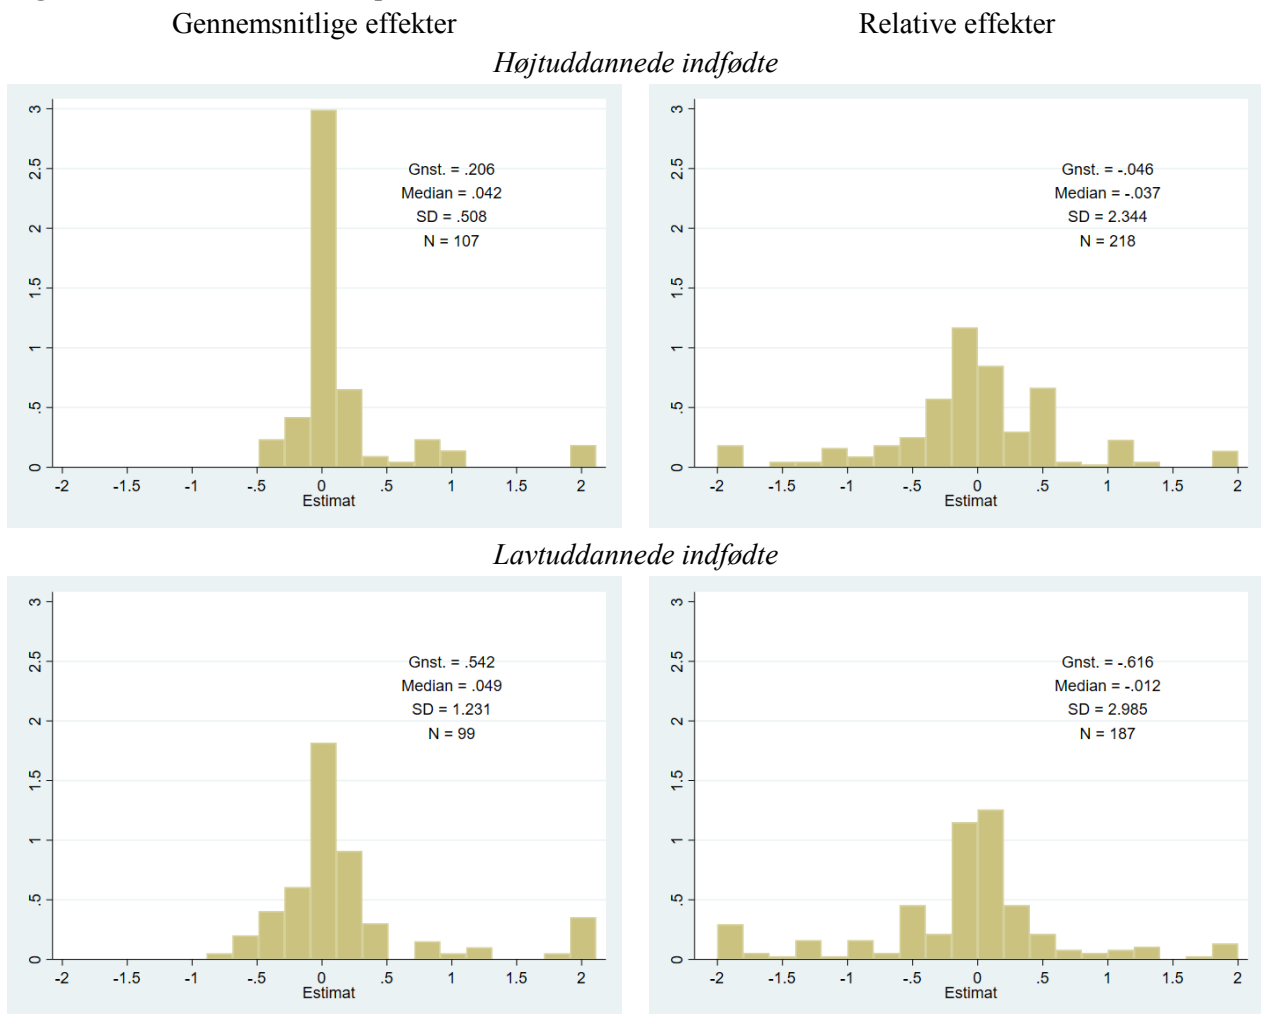 Gennemsnitlige effekter
Relative effekter
Højtuddannede indfødte
3
2.5
2
1.5
1
.5
0
Gnst. = .206
Median = .042
SD = .508
N = 107
-2 -1.5 -1 -.5 0 .5 1 1.5 2
Estimat
3
2.5
2
1.5
1
.5
0
Gnst. = -.046
Median = -.037
SD = 2.344
N = 218
-2 -1.5 -1 -.5 0 .5 1 1.5 2
Estimat
Lavtuddannede indfødte
3
2.5
2
1.5
1
.5
0
Gnst. = .542
Median = .049
SD = 1.231
N = 99
-2 -1.5 -1 -.5 0 .5 1 1.5 2
Estimat
3
2.5
2
1.5
1
.5
0
Gnst. = -.616
Median = -.012
SD = 2.985
N = 187
-2 -1.5 -1 -.5 0 .5 1 1.5 2
Estimat